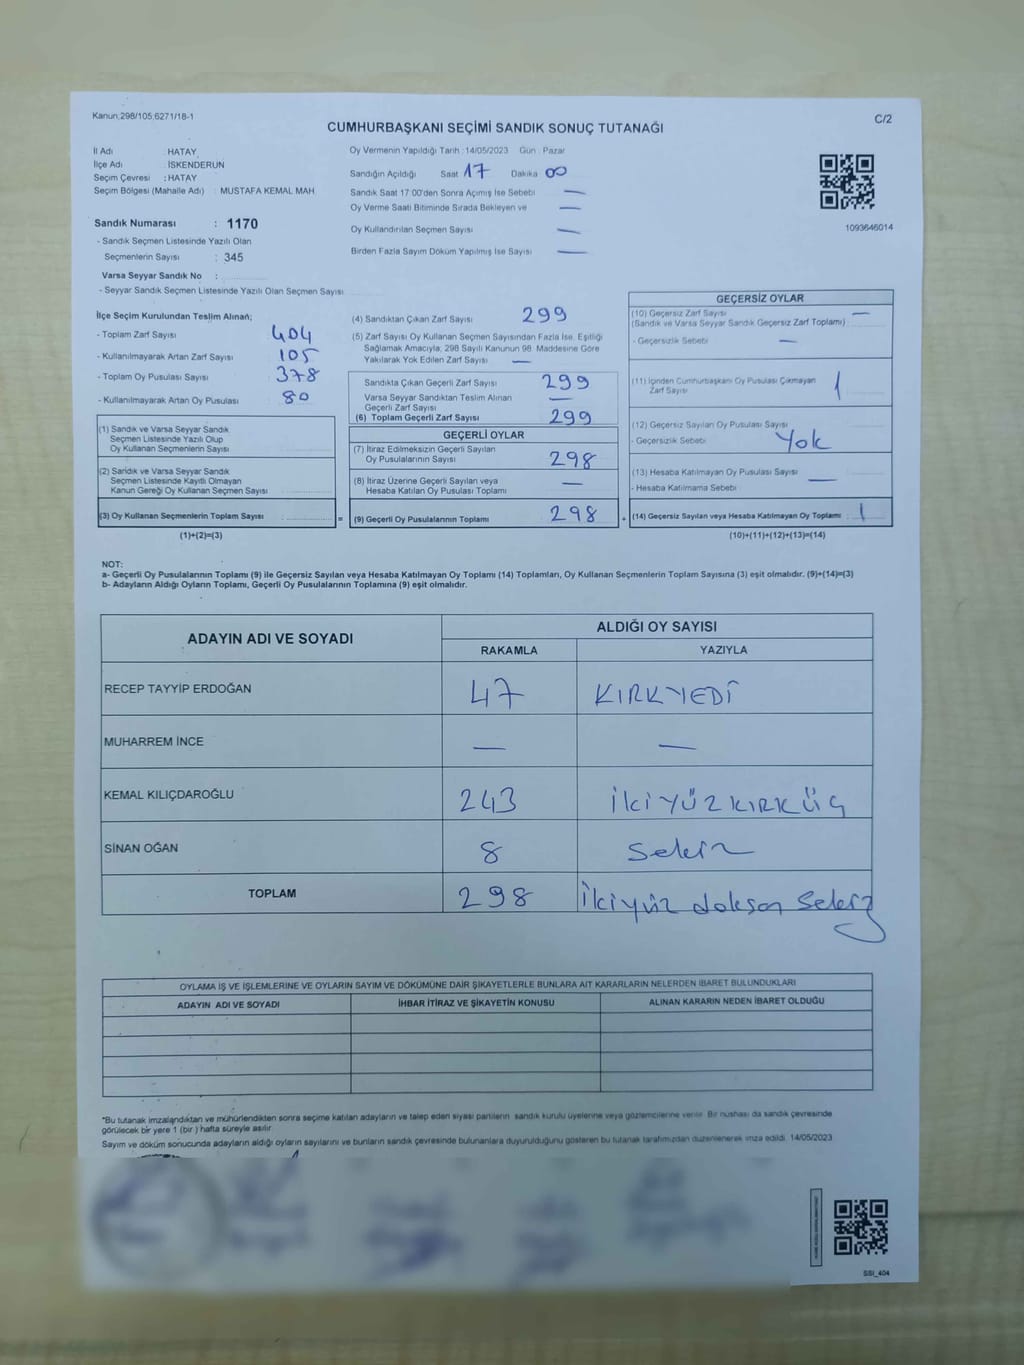 Kanun:298/105,6271/18-1
C/2
CUMHURBAŞKANI SEÇİMİ SANDIK SONUÇ TUTANAĞI
İl Adı : HATAY
İlçe Adı : İSKENDERUN
Seçim Çevresi : HATAY
Seçim Bölgesi (Mahalle Adı) : MUSTAFA KEMAL MAH.
Sandık Numarası : 1170
- Sandık Seçmen Listesinde Yazılı Olan
Seçmenlerin Sayısı : 345
Varsa Seyyar Sandık No :
- Seyyar Sandık Seçmen Listesinde Yazılı Olan Seçmen Sayısı
Oy Vermenin Yapıldığı Tarih : 14/05/2023 Gün : Pazar
Sandığın Açıldığı Saat 17 Dakika 00
Sandık Saat 17:00'den Sonra Açılmış İse Sebebi —
Oy Verme Saati Bitiminde Sırada Bekleyen ve —
Oy Kullandırılan Seçmen Sayısı —
Birden Fazla Sayım Döküm Yapılmış İse Sayısı —
1093646014
İlçe Seçim Kurulundan Teslim Alınan;
- Toplam Zarf Sayısı 404
- Kullanılmayarak Artan Zarf Sayısı 105
- Toplam Oy Pusulası Sayısı 378
- Kullanılmayarak Artan Oy Pusulası 80
(1) Sandık ve Varsa Seyyar Sandık
Seçmen Listesinde Yazılı Olup
Oy Kullanan Seçmenlerin Sayısı
(2) Sandık ve Varsa Seyyar Sandık
Seçmen Listesinde Kayıtlı Olmayan
Kanun Gereği Oy Kullanan Seçmen Sayısı
(3) Oy Kullanan Seçmenlerin Toplam Sayısı =
(1)+(2)=(3)
(4) Sandıktan Çıkan Zarf Sayısı 299
(5) Zarf Sayısı Oy Kullanan Seçmen Sayısından Fazla İse, Eşitliği
Sağlamak Amacıyla, 298 Sayılı Kanunun 98. Maddesine Göre
Yakılarak Yok Edilen Zarf Sayısı —
Sandıkta Çıkan Geçerli Zarf Sayısı 299
Varsa Seyyar Sandıktan Teslim Alınan
Geçerli Zarf Sayısı —
(6) Toplam Geçerli Zarf Sayısı 299
GEÇERLİ OYLAR
(7) İtiraz Edilmeksizin Geçerli Sayılan
Oy Pusulalarının Sayısı 298
(8) İtiraz Üzerine Geçerli Sayılan veya
Hesaba Katılan Oy Pusulası Toplamı —
(9) Geçerli Oy Pusulalarının Toplamı 298 +
GEÇERSİZ OYLAR
(10) Geçersiz Zarf Sayısı —
(Sandık ve Varsa Seyyar Sandık Geçersiz Zarf Toplamı)
- Geçersizlik Sebebi —
(11) İçinden Cumhurbaşkanı Oy Pusulası Çıkmayan
Zarf Sayısı 1
(12) Geçersiz Sayılan Oy Pusulası Sayısı
- Geçersizlik Sebebi Yok
(13) Hesaba Katılmayan Oy Pusulası Sayısı —
- Hesaba Katılmama Sebebi
(14) Geçersiz Sayılan veya Hesaba Katılmayan Oy Toplamı : 1
(10)+(11)+(12)+(13)=(14)
NOT:
a- Geçerli Oy Pusulalarının Toplamı (9) ile Geçersiz Sayılan veya Hesaba Katılmayan Oy Toplamı (14) Toplamları, Oy Kullanan Seçmenlerin Toplam Sayısına (3) eşit olmalıdır. (9)+(14)=(3)
b- Adayların Aldığı Oyların Toplamı, Geçerli Oy Pusulalarının Toplamına (9) eşit olmalıdır.
ADAYIN ADI VE SOYADI
ALDIĞI OY SAYISI
RAKAMLA YAZIYLA
RECEP TAYYİP ERDOĞAN 47 KIRKYEDİ
MUHARREM İNCE — —
KEMAL KILIÇDAROĞLU 243 İKİYÜZKIRKÜÇ
SİNAN OĞAN 8 Sekiz
TOPLAM 298 İkiyüz doksan Sekiz
OYLAMA İŞ VE İŞLEMLERİNE VE OYLARIN SAYIM VE DÖKÜMÜNE DAİR ŞİKAYETLERLE BUNLARA AİT KARARLARIN NELERDEN İBARET BULUNDUKLARI
ADAYIN ADI VE SOYADI İHBAR İTİRAZ VE ŞİKAYETİN KONUSU ALINAN KARARIN NEDEN İBARET OLDUĞU
*Bu tutanak imzalandıktan ve mühürlendikten sonra seçime katılan adayların ve talep eden siyasi partilerin sandık kurulu üyelerine veya gözlemcilerine verilir. Bir nüshası da sandık çevresinde
görülecek bir yere 1 (bir) hafta süreyle asılır.
Sayım ve döküm sonucunda adayların aldığı oyların sayılarını ve bunların sandık çevresinde bulunanlara duyurulduğunu gösteren bu tutanak tarafımızdan düzenlenerek imza edildi. 14/05/2023
SSI_404